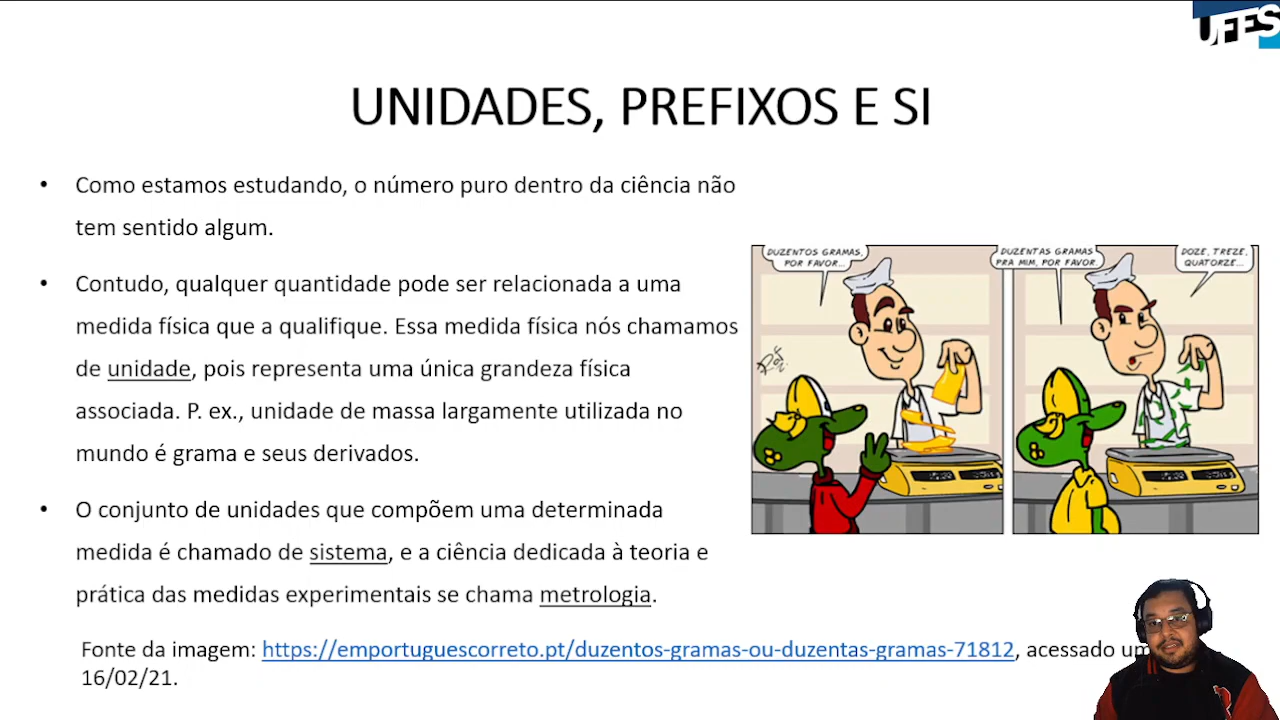 UFES
UNIDADES, PREFIXOS E SI
• Como estamos estudando, o número puro dentro da ciência não
tem sentido algum.
• Contudo, qualquer quantidade pode ser relacionada a uma
medida física que a qualifique. Essa medida física nós chamamos
de unidade, pois representa uma única grandeza física
associada. P. ex., unidade de massa largamente utilizada no
mundo é grama e seus derivados.
• O conjunto de unidades que compõem uma determinada
medida é chamado de sistema, e a ciência dedicada à teoria e
prática das medidas experimentais se chama metrologia.
DUZENTOS GRAMAS,
POR FAVOR...
DUZENTAS GRAMAS
PRA MIM, POR FAVOR.
DOZE, TREZE,
QUATORZE...
Fonte da imagem: https://emportuguescorreto.pt/duzentos-gramas-ou-duzentas-gramas-71812, acessado um
16/02/21.